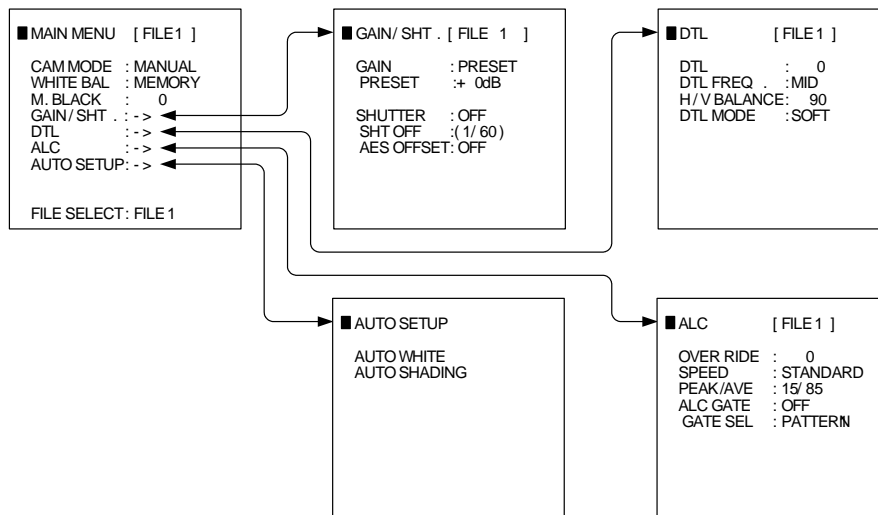 ■ MAIN MENU [ FILE1 ]
CAM MODE : MANUAL
WHITE BAL : MEMORY
M. BLACK : 0
GAIN/ SHT . : - >
DTL : - >
ALC : - >
AUTO SETUP: - >
FILE SELECT: FILE1
■ GAIN/ SHT . [ FILE 1 ]
GAIN : PRESET
PRESET :+ 0dB
SHUTTER : OFF
SHT OFF :( 1/ 60 )
AES OFFSET: OFF
■ DTL [ FILE1 ]
DTL : 0
DTL FREQ . : MID
H / V BALANCE: 90
DTL MODE : SOFT
■ AUTO SETUP
AUTO WHITE
AUTO SHADING
■ ALC [ FILE1 ]
OVER RIDE : 0
SPEED : STANDARD
PEAK/AVE : 15/ 85
ALC GATE : OFF
GATE SEL : PATTERN